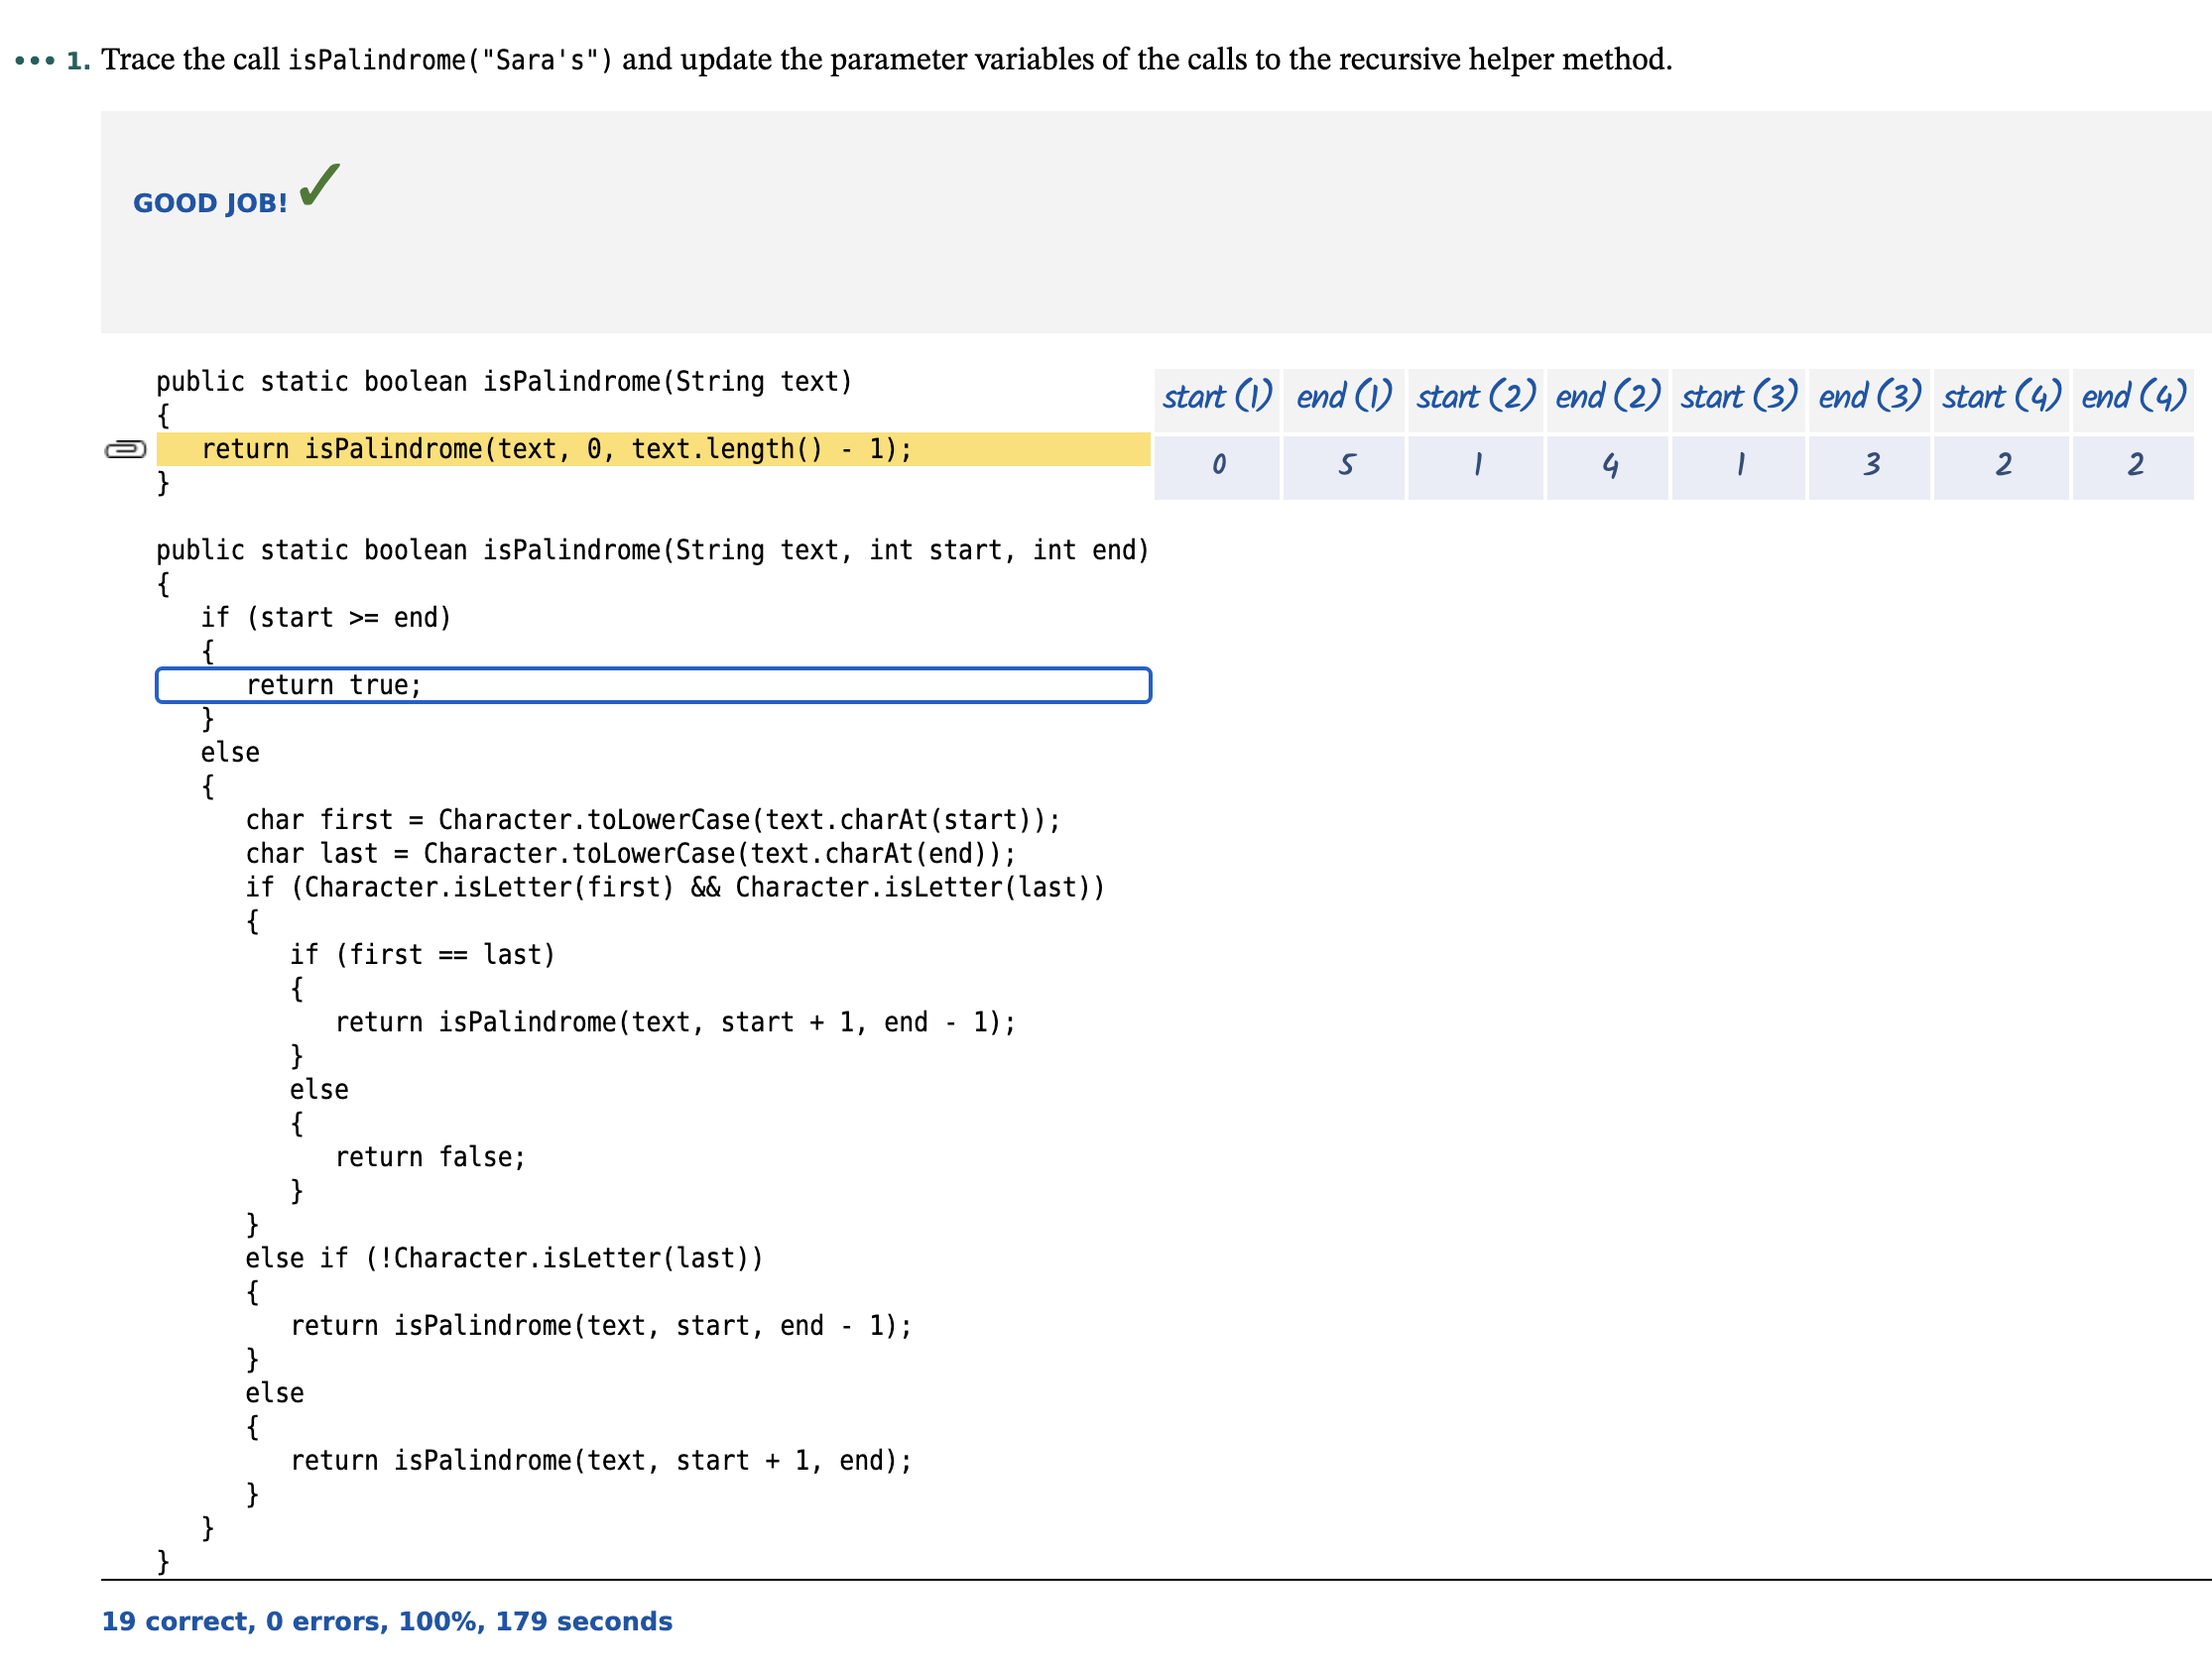 ••• 1. Trace the call isPalindrome("Sara's") and update the parameter variables of the calls to the recursive helper method.
GOOD JOB! ✓
public static boolean isPalindrome(String text)
{
   return isPalindrome(text, 0, text.length() - 1);
}
start (1) end (1) start (2) end (2) start (3) end (3) start (4) end (4)
0 5 1 4 1 3 2 2
public static boolean isPalindrome(String text, int start, int end)
{
   if (start >= end)
   {
      return true;
   }
   else
   {
      char first = Character.toLowerCase(text.charAt(start));
      char last = Character.toLowerCase(text.charAt(end));
      if (Character.isLetter(first) && Character.isLetter(last))
      {
         if (first == last)
         {
            return isPalindrome(text, start + 1, end - 1);
         }
         else
         {
            return false;
         }
      }
      else if (!Character.isLetter(last))
      {
         return isPalindrome(text, start, end - 1);
      }
      else
      {
         return isPalindrome(text, start + 1, end);
      }
   }
}
19 correct, 0 errors, 100%, 179 seconds